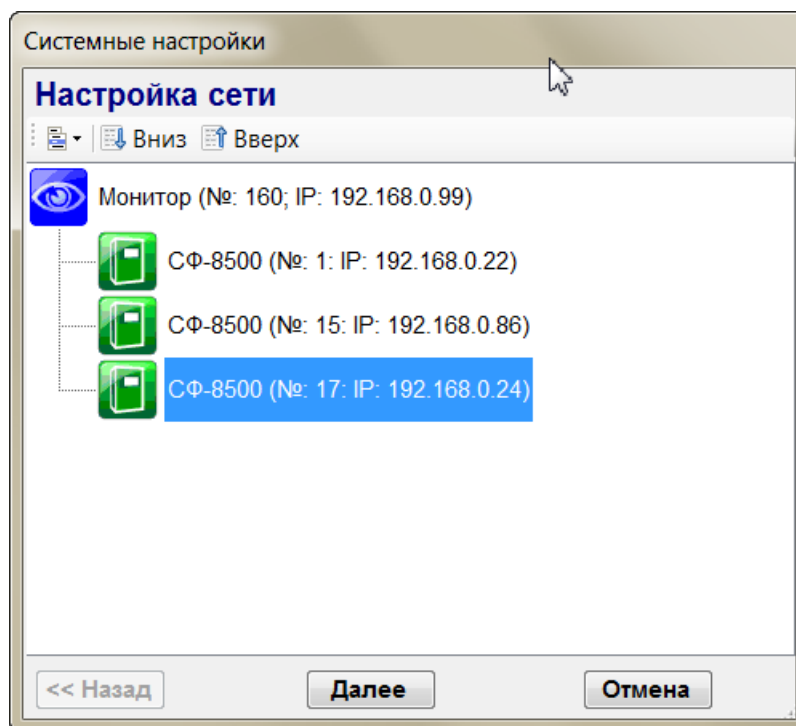 Системные настройки
Настройка сети
Вниз Вверх
Монитор (№: 160; IP: 192.168.0.99)
СФ-8500 (№: 1: IP: 192.168.0.22)
СФ-8500 (№: 15: IP: 192.168.0.86)
СФ-8500 (№: 17: IP: 192.168.0.24)
<< Назад Далее Отмена